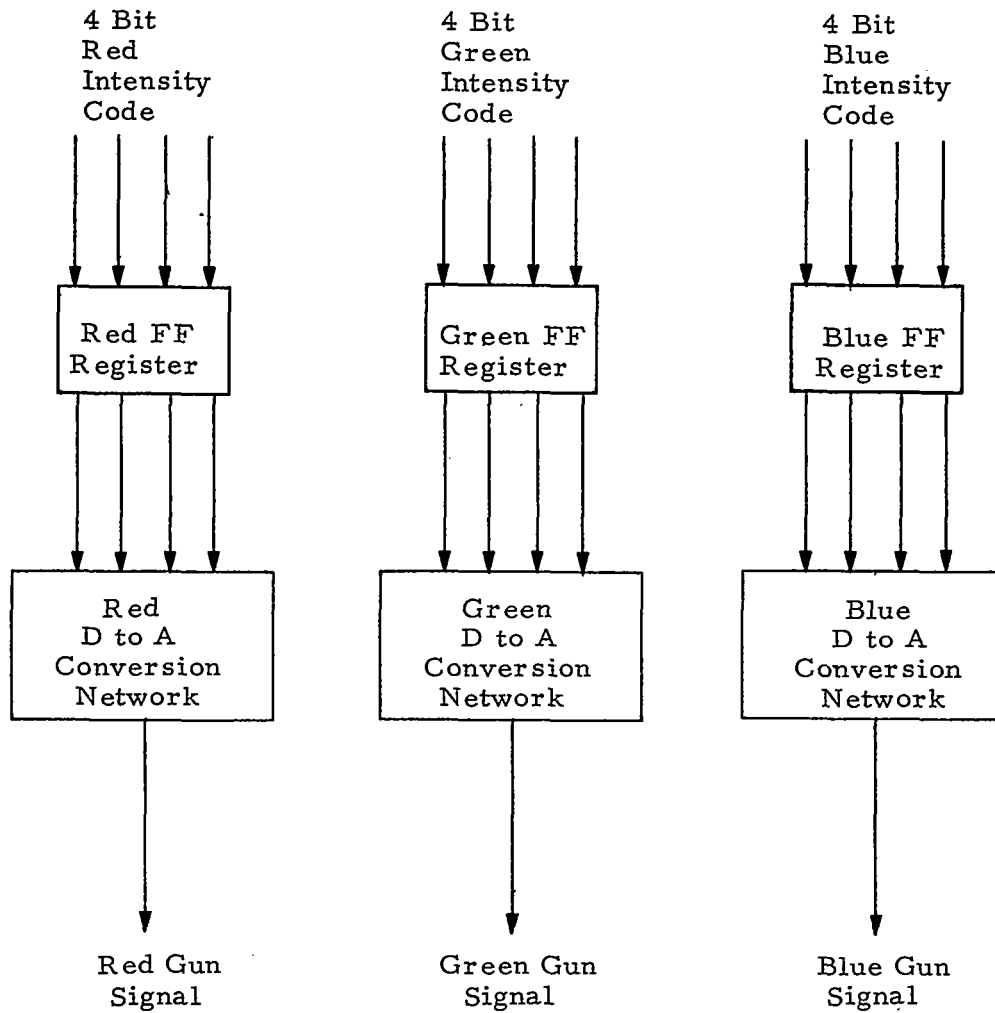 4 Bit
Red
Intensity
Code
4 Bit
Green
Intensity
Code
4 Bit
Blue
Intensity
Code
Red FF
Register
Green FF
Register
Blue FF
Register
Red
D to A
Conversion
Network
Green
D to A
Conversion
Network
Blue
D to A
Conversion
Network
Red Gun
Signal
Green Gun
Signal
Blue Gun
Signal